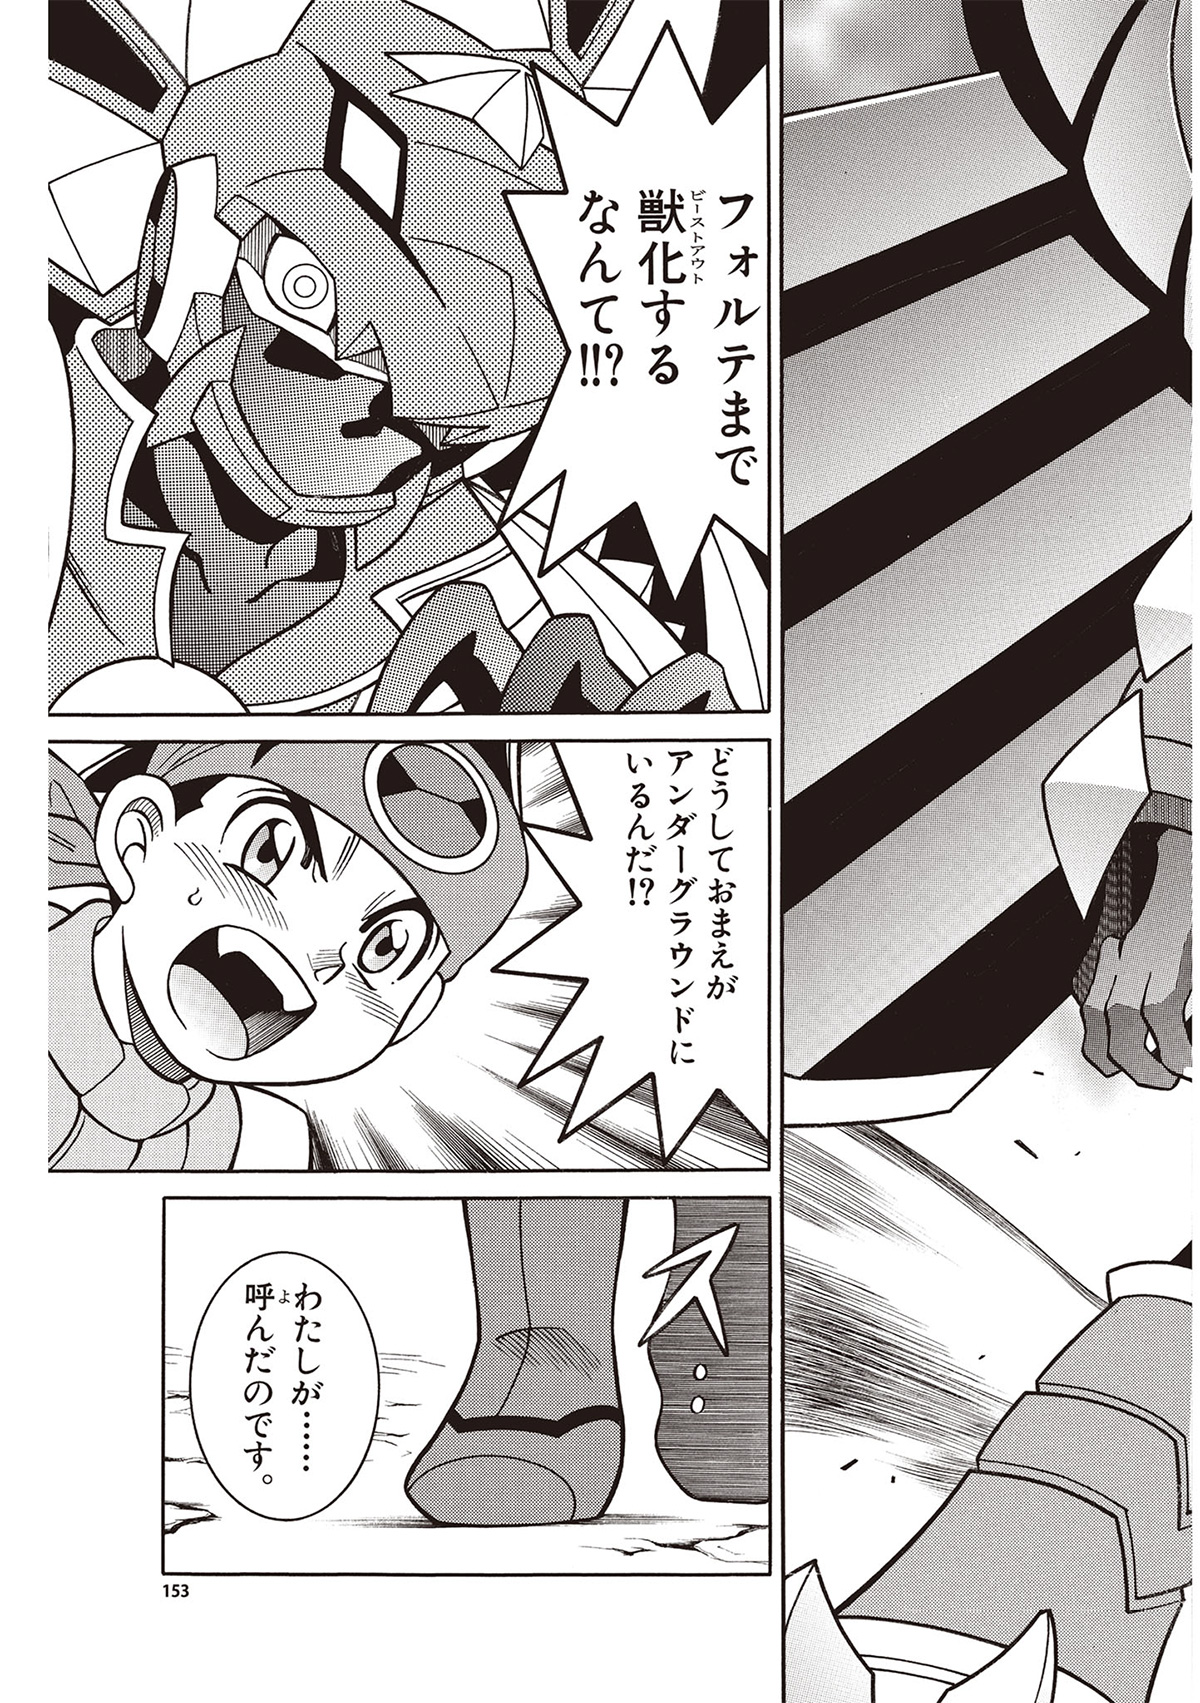 フォルテまで
獣化する
ビーストアウト
なんて!!?
どうしておまえが
アンダーグラウンドに
いるんだ!?
わたしが……
呼んだのです。
よ
153